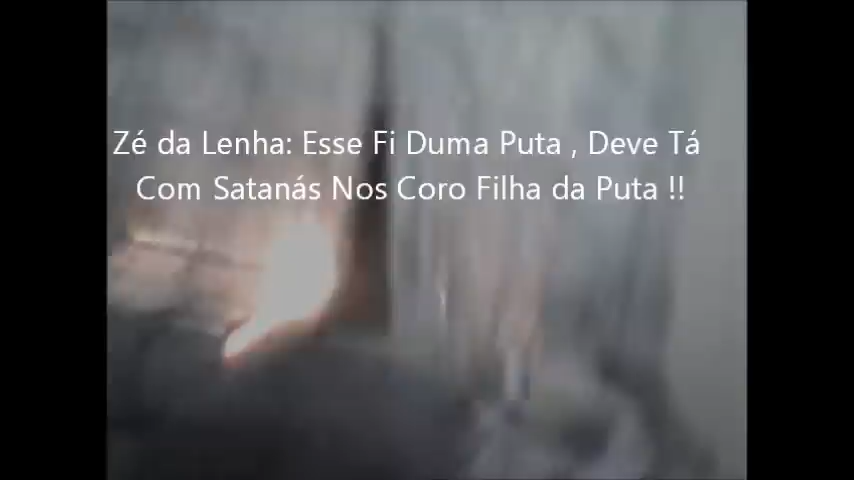 Zé da Lenha: Esse Fi Duma Puta , Deve Tá
Com Satanás Nos Coro Filha da Puta !!